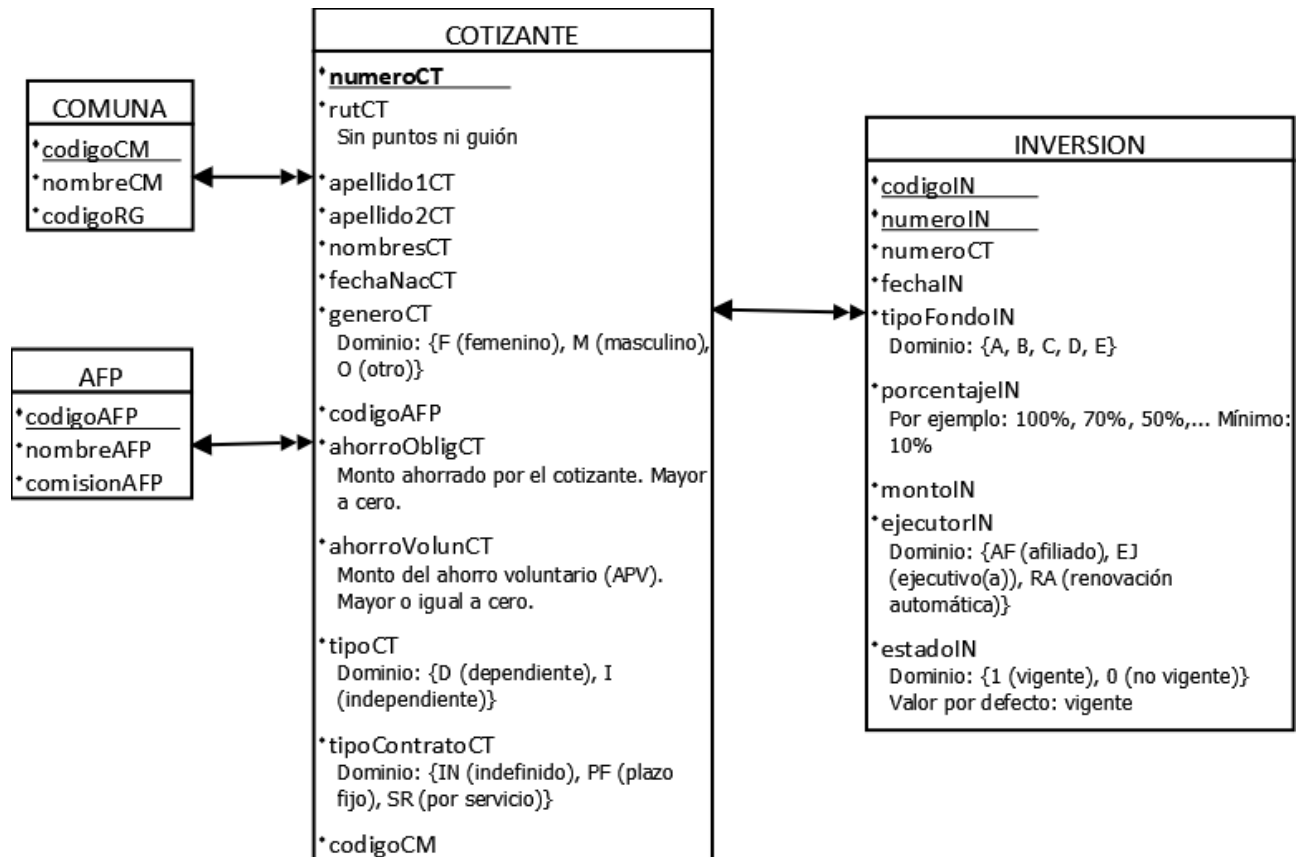 COMUNA
codigoCM
nombreCM
codigoRG
AFP
codigoAFP
nombreAFP
comisionAFP
COTIZANTE
numeroCT
rutCT
Sin puntos ni guión
apellido1CT
apellido2CT
nombresCT
fechaNacCT
generoCT
Dominio: {F (femenino), M (masculino),
O (otro)}
codigoAFP
ahorroObligCT
Monto ahorrado por el cotizante. Mayor
a cero.
ahorroVolunCT
Monto del ahorro voluntario (APV).
Mayor o igual a cero.
tipoCT
Dominio: {D (dependiente), I
(independiente)}
tipoContratoCT
Dominio: {IN (indefinido), PF (plazo
fijo), SR (por servicio)}
codigoCM
INVERSION
codigoIN
numeroIN
numeroCT
fechaIN
tipoFondoIN
Dominio: {A, B, C, D, E}
porcentajeIN
Por ejemplo: 100%, 70%, 50%,... Mínimo:
10%
montoIN
ejecutorIN
Dominio: {AF (afiliado), EJ
(ejecutivo(a)), RA (renovación
automática)}
estadoIN
Dominio: {1 (vigente), 0 (no vigente)}
Valor por defecto: vigente